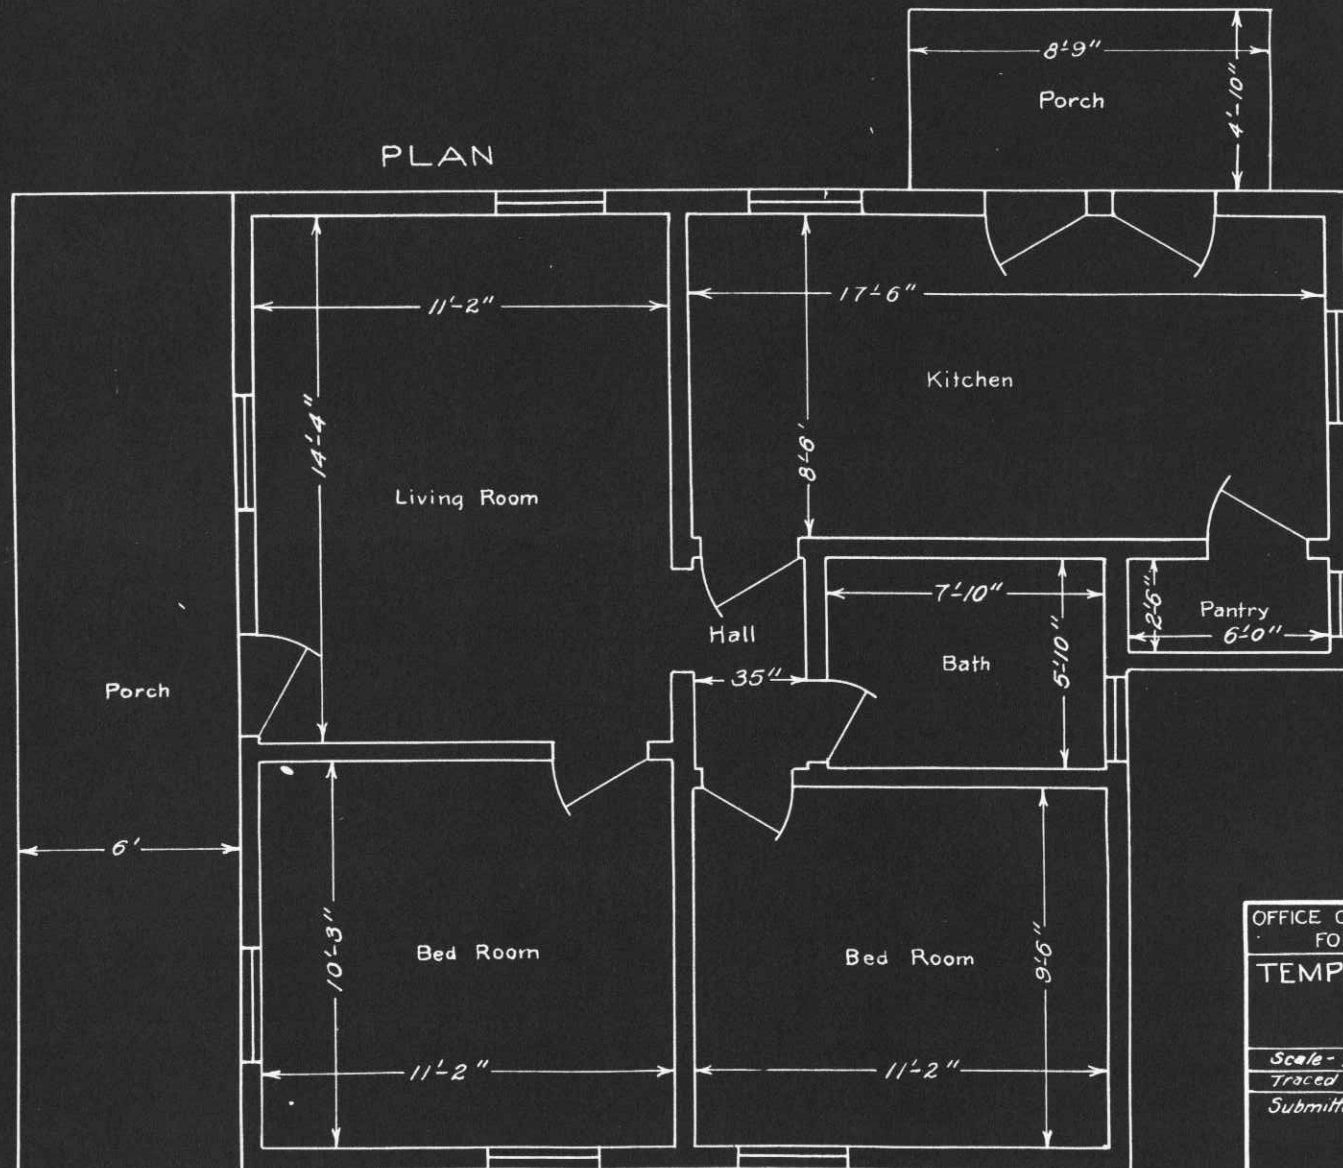 8'-9"
Porch
4'-10"
PLAN
11'-2"
17'-6"
Kitchen
14'-4"
8'-6'
Living Room
7'-10"
2'-6"
Pantry
6'-0"
Hall
Bath
5'-10"
35"
Porch
6'
10'-3"
Bed Room
Bed Room
9'-6"
11'-2"
11'-2"
OFFICE
FO
TEMP
Scale-
Traced
Submitt